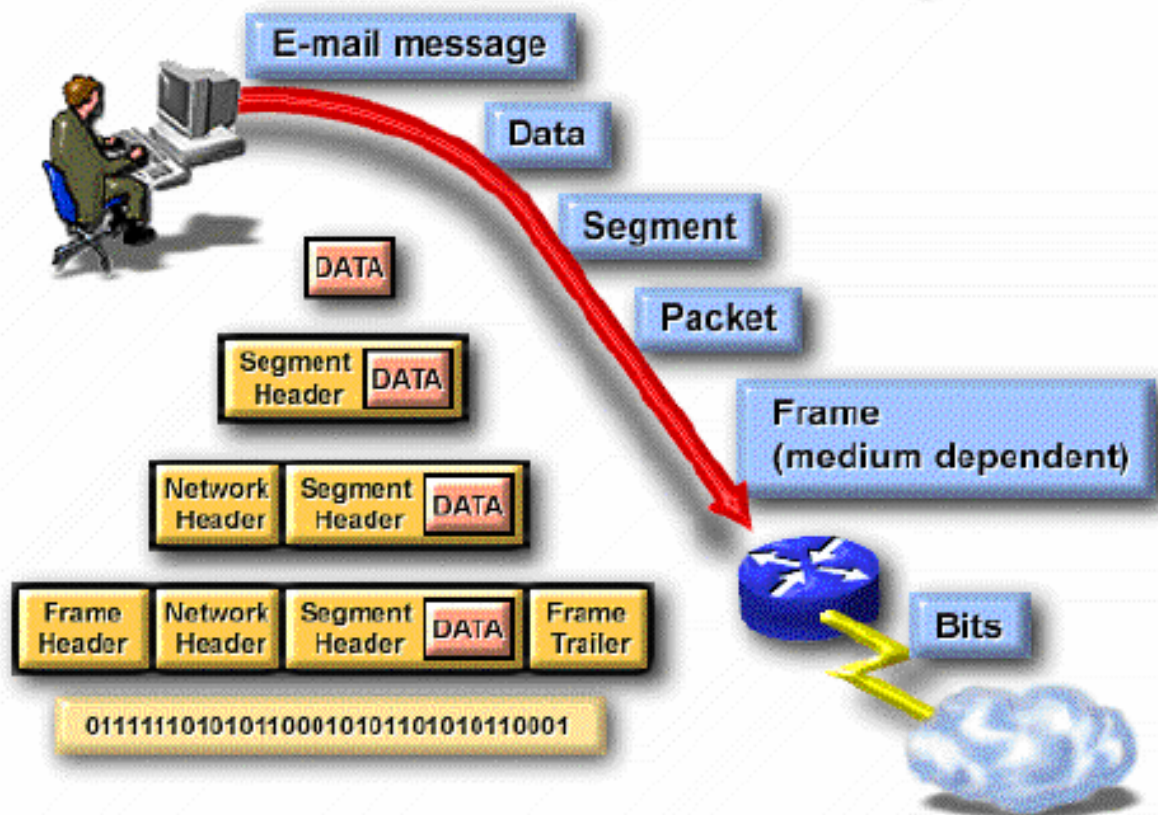 E-mail message
Data
Segment
Packet
Frame
(medium dependent)
Bits
DATA
Segment
Header
DATA
Network
Header
Segment
Header
DATA
Frame
Header
Network
Header
Segment
Header
DATA
Frame
Trailer
0111111010101100010101101010110001